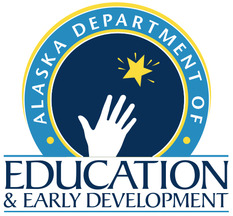 • ALASKA DEPARTMENT OF •
EDUCATION
& EARLY DEVELOPMENT